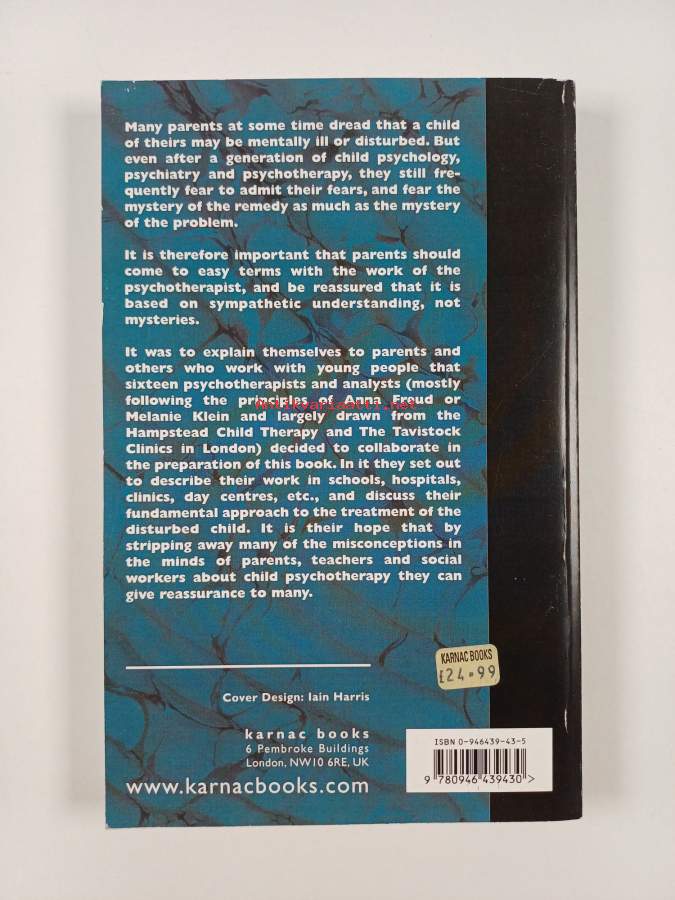 Many parents at some time dread that a child
of theirs may be mentally ill or disturbed. But
even after a generation of child psychology,
psychiatry and psychotherapy, they still fre-
quently fear to admit their fears, and fear the
mystery of the remedy as much as the mystery
of the problem.
It is therefore important that parents should
come to easy terms with the work of the
psychotherapist, and be reassured that it is
based on sympathetic understanding, not
mysteries.
It was to explain themselves to parents and
others who work with young people that
sixteen psychotherapists and analysts (mostly
following the principles of Anna Freud or
Antikvariaatti.net
Melanie Klein and largely drawn from the
Hampstead Child Therapy and The Tavistock
Clinics in London) decided to collaborate in
the preparation of this book. In it they set out
to describe their work in schools, hospitals,
clinics, day centres, etc., and discuss their
fundamental approach to the treatment of the
disturbed child. It is their hope that by
stripping away many of the misconceptions in
the minds of parents, teachers and social
workers about child psychotherapy they can
give reassurance to many.
KARNAC BOOKS
£24.99
Cover Design: Iain Harris
karnac books
6 Pembroke Buildings
London, NW10 6RE, UK
www.karnacbooks.com
ISBN 0-946439-43-5
9 780946 439430>